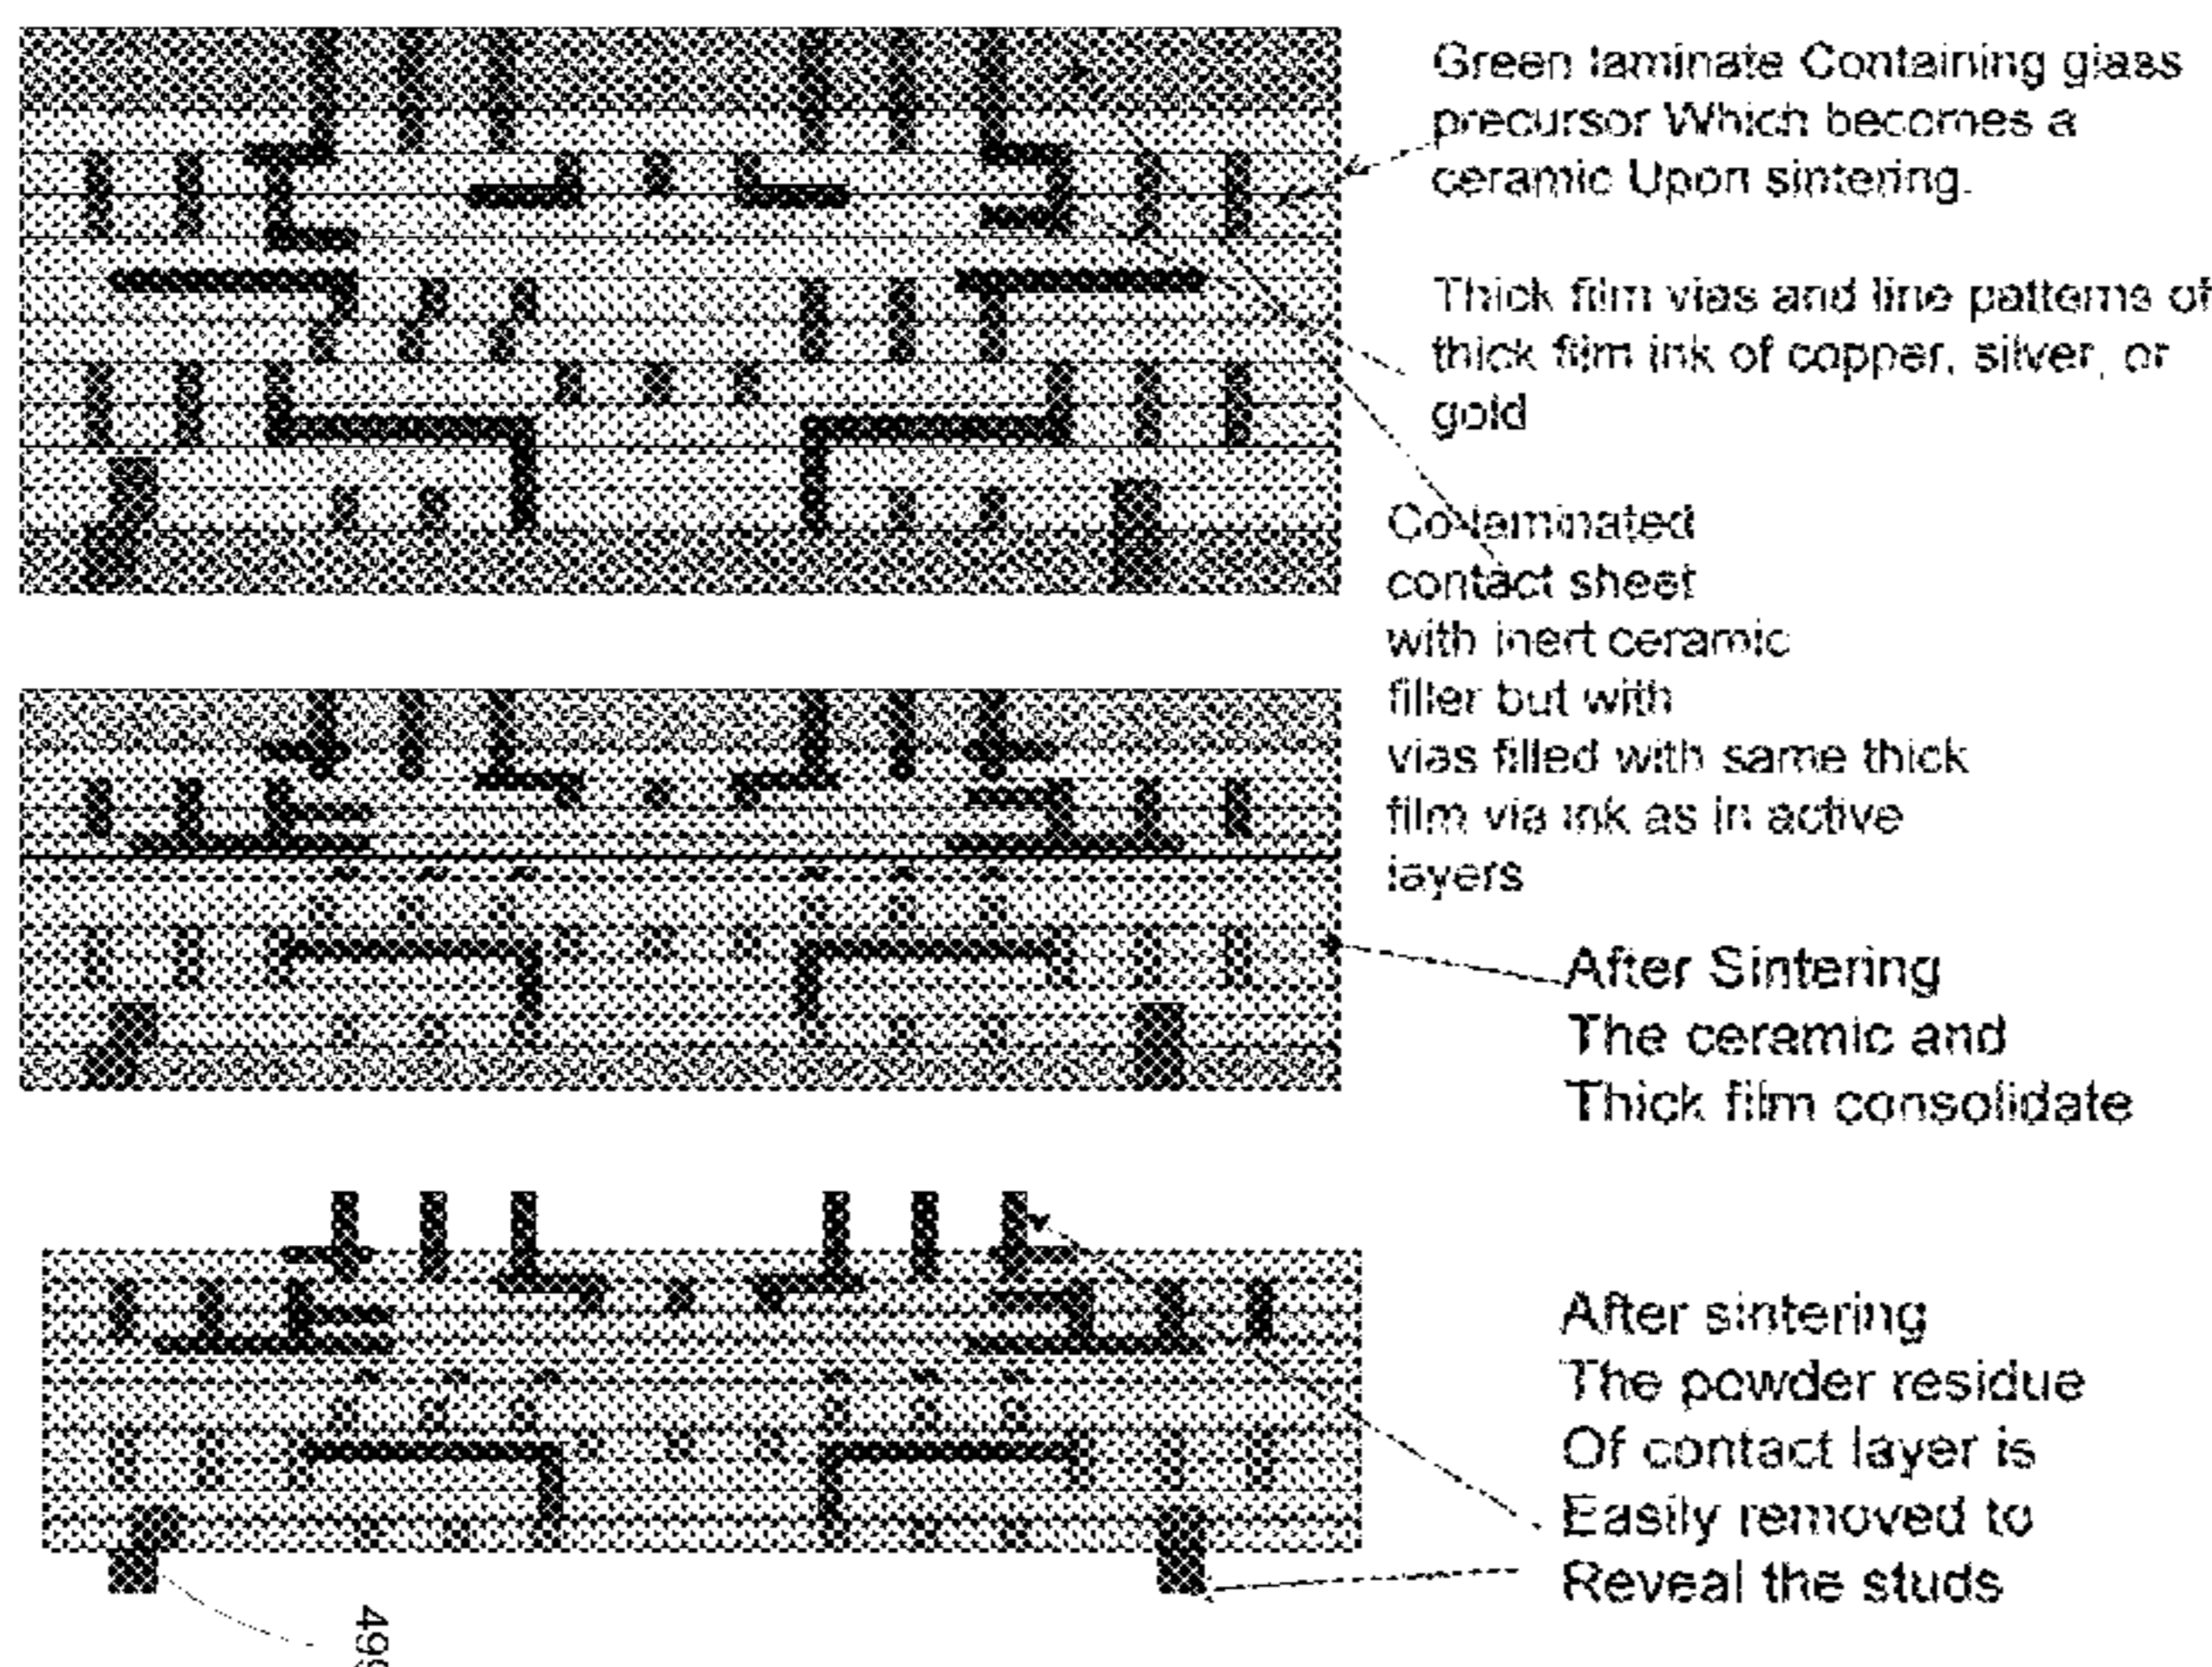 Green laminate Containing glass
precursor Which becomes a
ceramic Upon sintering.
Thick film vias and line patterns of
thick film ink of copper, silver, or
gold
Co-laminated
contact sheet
with inert ceramic
filler but with
vias filled with same thick
film via ink as in active
layers
After Sintering
The ceramic and
Thick film consolidate
After sintering
The powder residue
Of contact layer is
Easily removed to
Reveal the studs